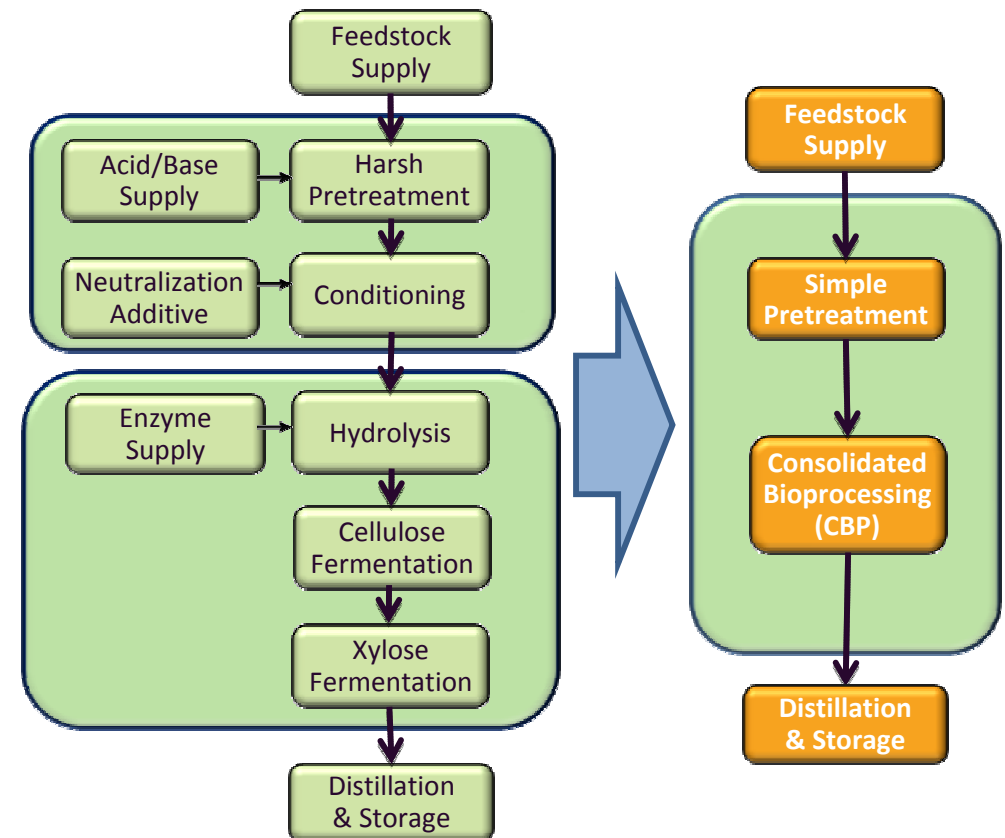 Feedstock
Supply
Acid/Base
Supply
Harsh
Pretreatment
Neutralization
Additive
Conditioning
Enzyme
Supply
Hydrolysis
Cellulose
Fermentation
Xylose
Fermentation
Distillation
& Storage
Feedstock
Supply
Simple
Pretreatment
Consolidated
Bioprocessing
(CBP)
Distillation
& Storage